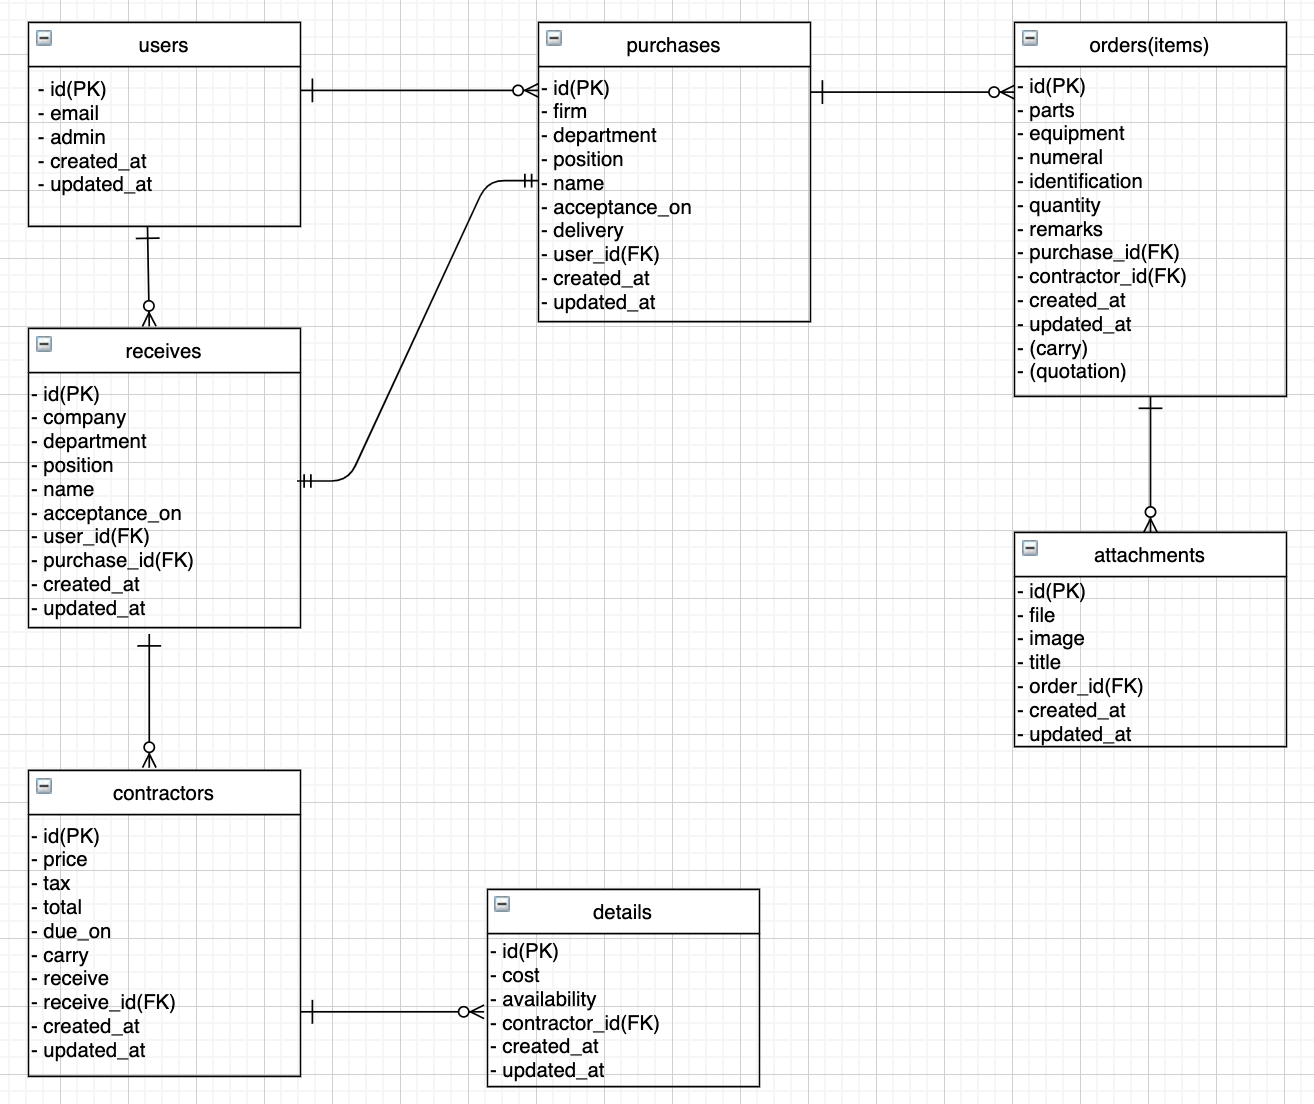 users
- id(PK)
- email
- admin
- created_at
- updated_at
purchases
- id(PK)
- firm
- department
- position
- name
- acceptance_on
- delivery
- user_id(FK)
- created_at
- updated_at
orders(items)
- id(PK)
- parts
- equipment
- numeral
- identification
- quantity
- remarks
- purchase_id(FK)
- contractor_id(FK)
- created_at
- updated_at
- (carry)
- (quotation)
receives
- id(PK)
- company
- department
- position
- name
- acceptance_on
- user_id(FK)
- purchase_id(FK)
- created_at
- updated_at
attachments
- id(PK)
- file
- image
- title
- order_id(FK)
- created_at
- updated_at
contractors
- id(PK)
- price
- tax
- total
- due_on
- carry
- receive
- receive_id(FK)
- created_at
- updated_at
details
- id(PK)
- cost
- availability
- contractor_id(FK)
- created_at
- updated_at